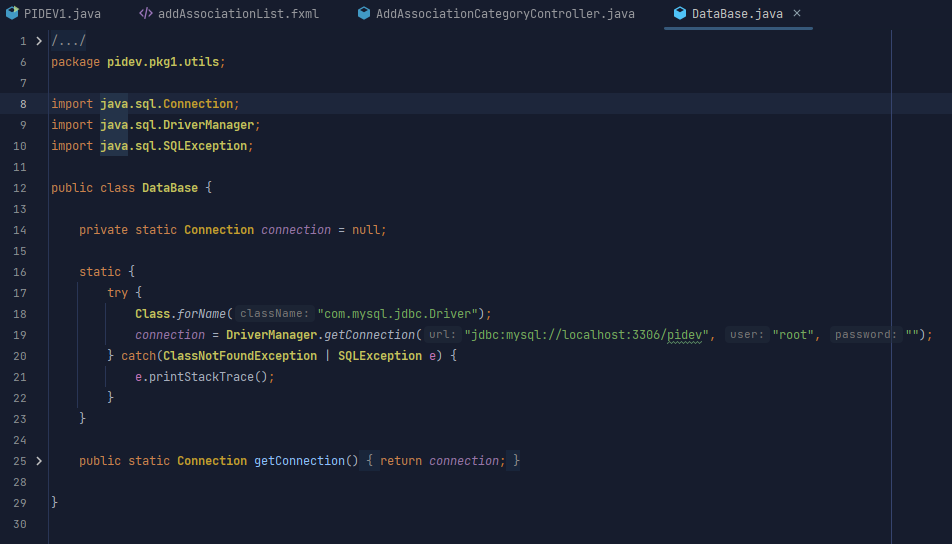 PIDEV1.java addAssociationList.fxml AddAssociationCategoryController.java DataBase.java ×
1 /.../
6 package pidev.pkg1.utils;
7
8 import java.sql.Connection;
9 import java.sql.DriverManager;
10 import java.sql.SQLException;
11
12 public class DataBase {
13
14     private static Connection connection = null;
15
16     static {
17         try {
18             Class.forName( className: "com.mysql.jdbc.Driver");
19             connection = DriverManager.getConnection( url: "jdbc:mysql://localhost:3306/pidev", user: "root", password: "");
20         } catch(ClassNotFoundException | SQLException e) {
21             e.printStackTrace();
22         }
23     }
24
25     public static Connection getConnection() { return connection; }
28
29 }
30